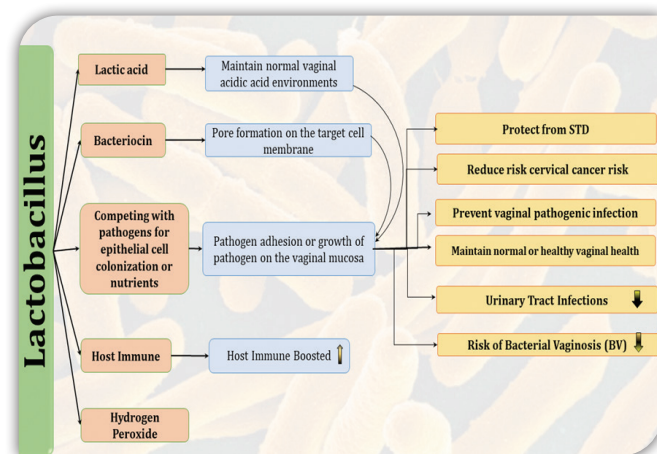 Lactobacillus
Lactic acid
Maintain normal vaginal
acidic acid environments
Bacteriocin
Pore formation on the target cell
membrane
Competing with
pathogens for
epithelial cell
colonization or
nutrients
Pathogen adhesion or growth of
pathogen on the vaginal mucosa
Host Immune
Host Immune Boosted
Hydrogen
Peroxide
Protect from STD
Reduce risk cervical cancer risk
Prevent vaginal pathogenic infection
Maintain normal or healthy vaginal health
Urinary Tract Infections
Risk of Bacterial Vaginosis (BV)